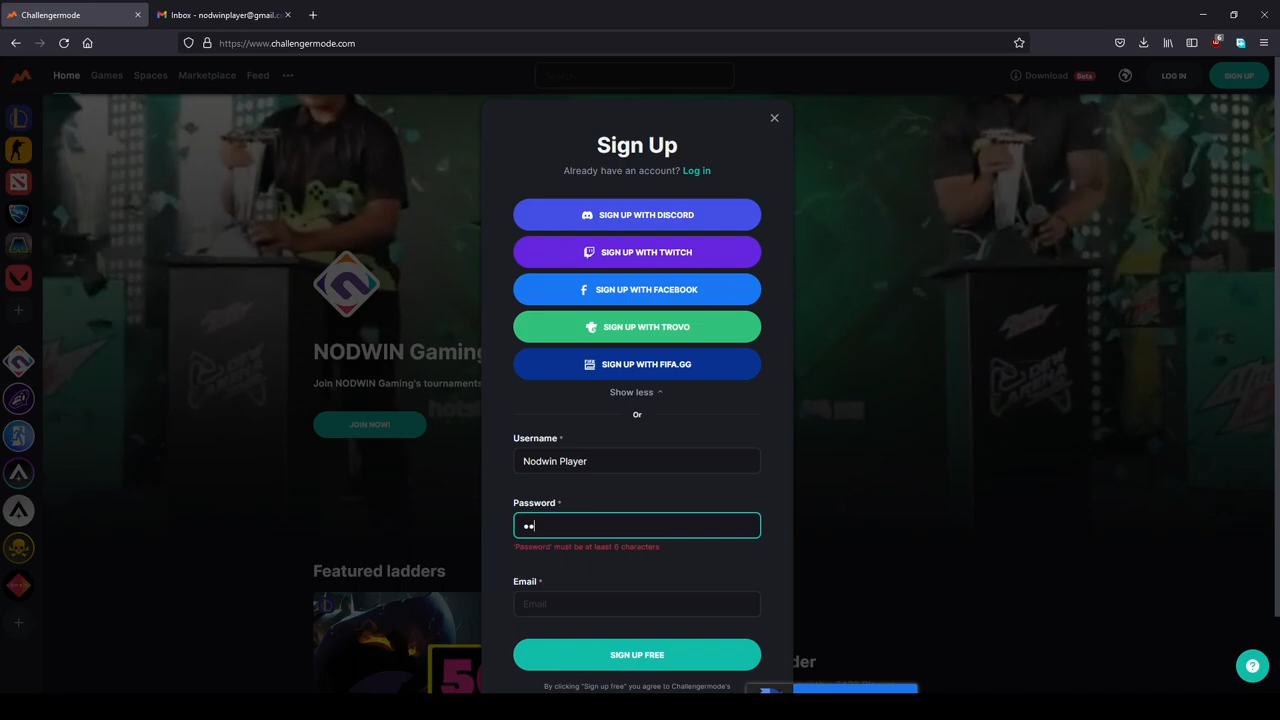 Challengermode
Inbox - nodwinplayer@gmail.c
https://www.challengermode.com
6
Home Games Spaces Marketplace Feed
Search...
Download Beta
LOG IN
SIGN UP
Sign Up
Already have an account? Log in
SIGN UP WITH DISCORD
SIGN UP WITH TWITCH
SIGN UP WITH FACEBOOK
SIGN UP WITH TROVO
SIGN UP WITH FIFA.GG
Show less
Or
Username *
Nodwin Player
Password *
'Password' must be at least 6 characters
Email *
Email
SIGN UP FREE
By clicking "Sign up free" you agree to Challengermode's
NODWIN Gaming
Join NODWIN Gaming's tournaments
JOIN NOW!
Featured ladders